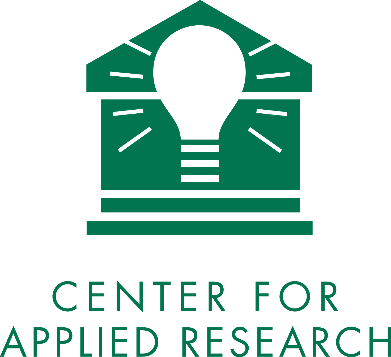 CENTER FOR
APPLIED RESEARCH